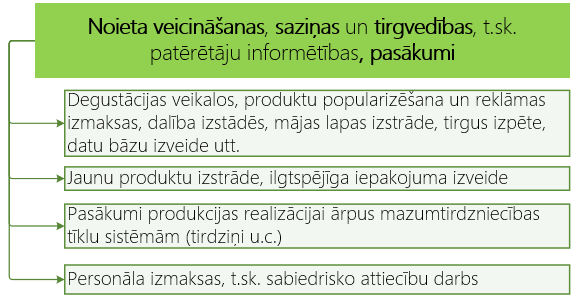 Noieta veicināšanas, saziņas un tirgvedības, t.sk.
patērētāju informētības, pasākumi
Degustācijas veikalos, produktu popularizēšana un reklāmas
izmaksas, dalība izstādēs, mājas lapas izstrāde, tirgus izpēte,
datu bāzu izveide utt.
Jaunu produktu izstrāde, ilgtspējīga iepakojuma izveide
Pasākumi produkcijas realizācijai ārpus mazumtirdzniecības
tīklu sistēmām (tirdziņi u.c.)
Personāla izmaksas, t.sk. sabiedrisko attiecību darbs